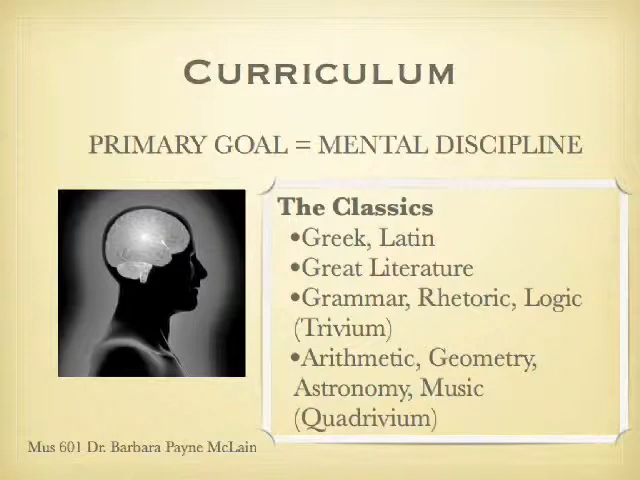 CURRICULUM
PRIMARY GOAL = MENTAL DISCIPLINE
The Classics
•Greek, Latin
•Great Literature
•Grammar, Rhetoric, Logic
(Trivium)
•Arithmetic, Geometry,
Astronomy, Music
(Quadrivium)
Mus 601 Dr. Barbara Payne McLain